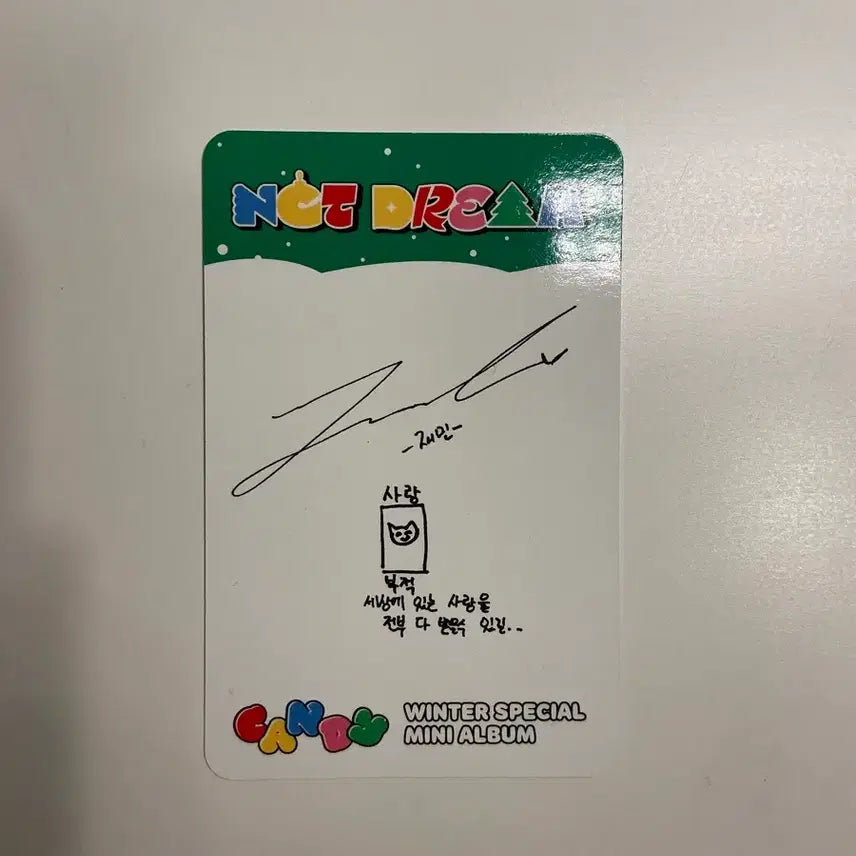 NCT DREAM
-재민-
사랑
부적
세상에 있는 사랑을
전부 다 받을수 있길..
CANDY
WINTER SPECIAL
MINI ALBUM